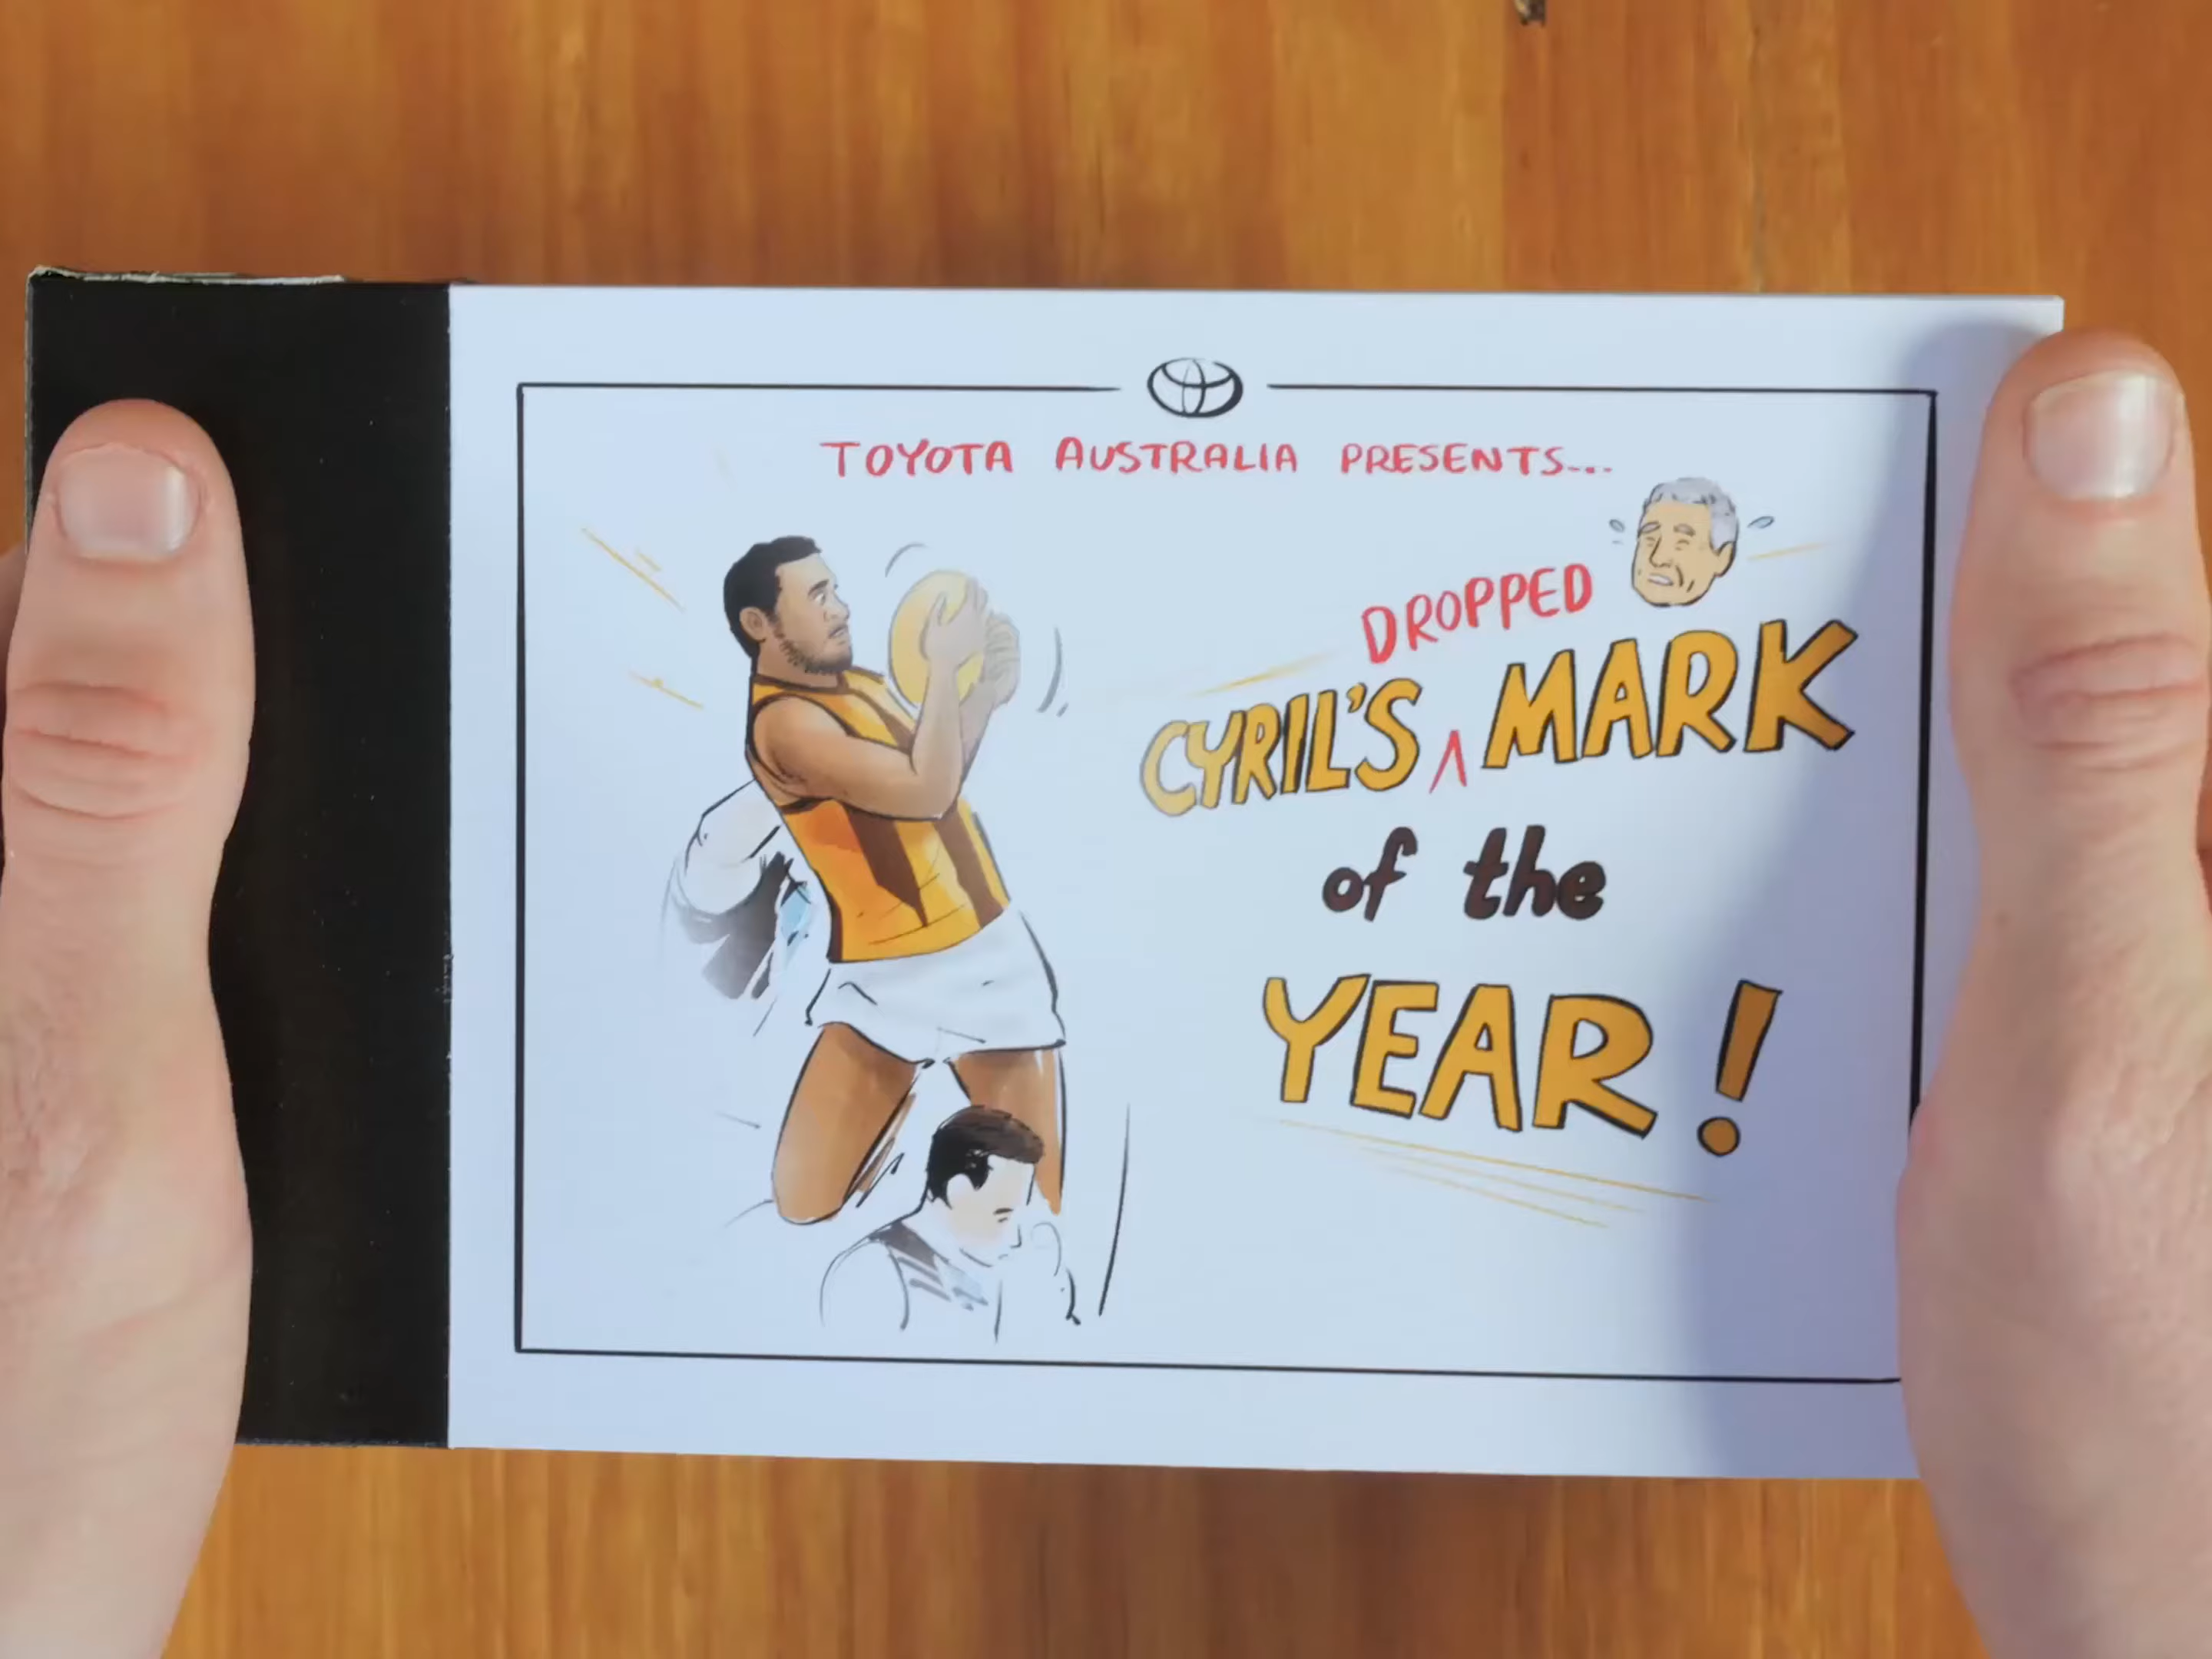 TOYOTA AUSTRALIA PRESENTS...
DROPPED
CYRIL'S ^ MARK
of the
YEAR!